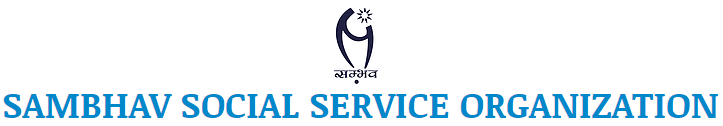 सम्भव
SAMBHAV SOCIAL SERVICE ORGANIZATION